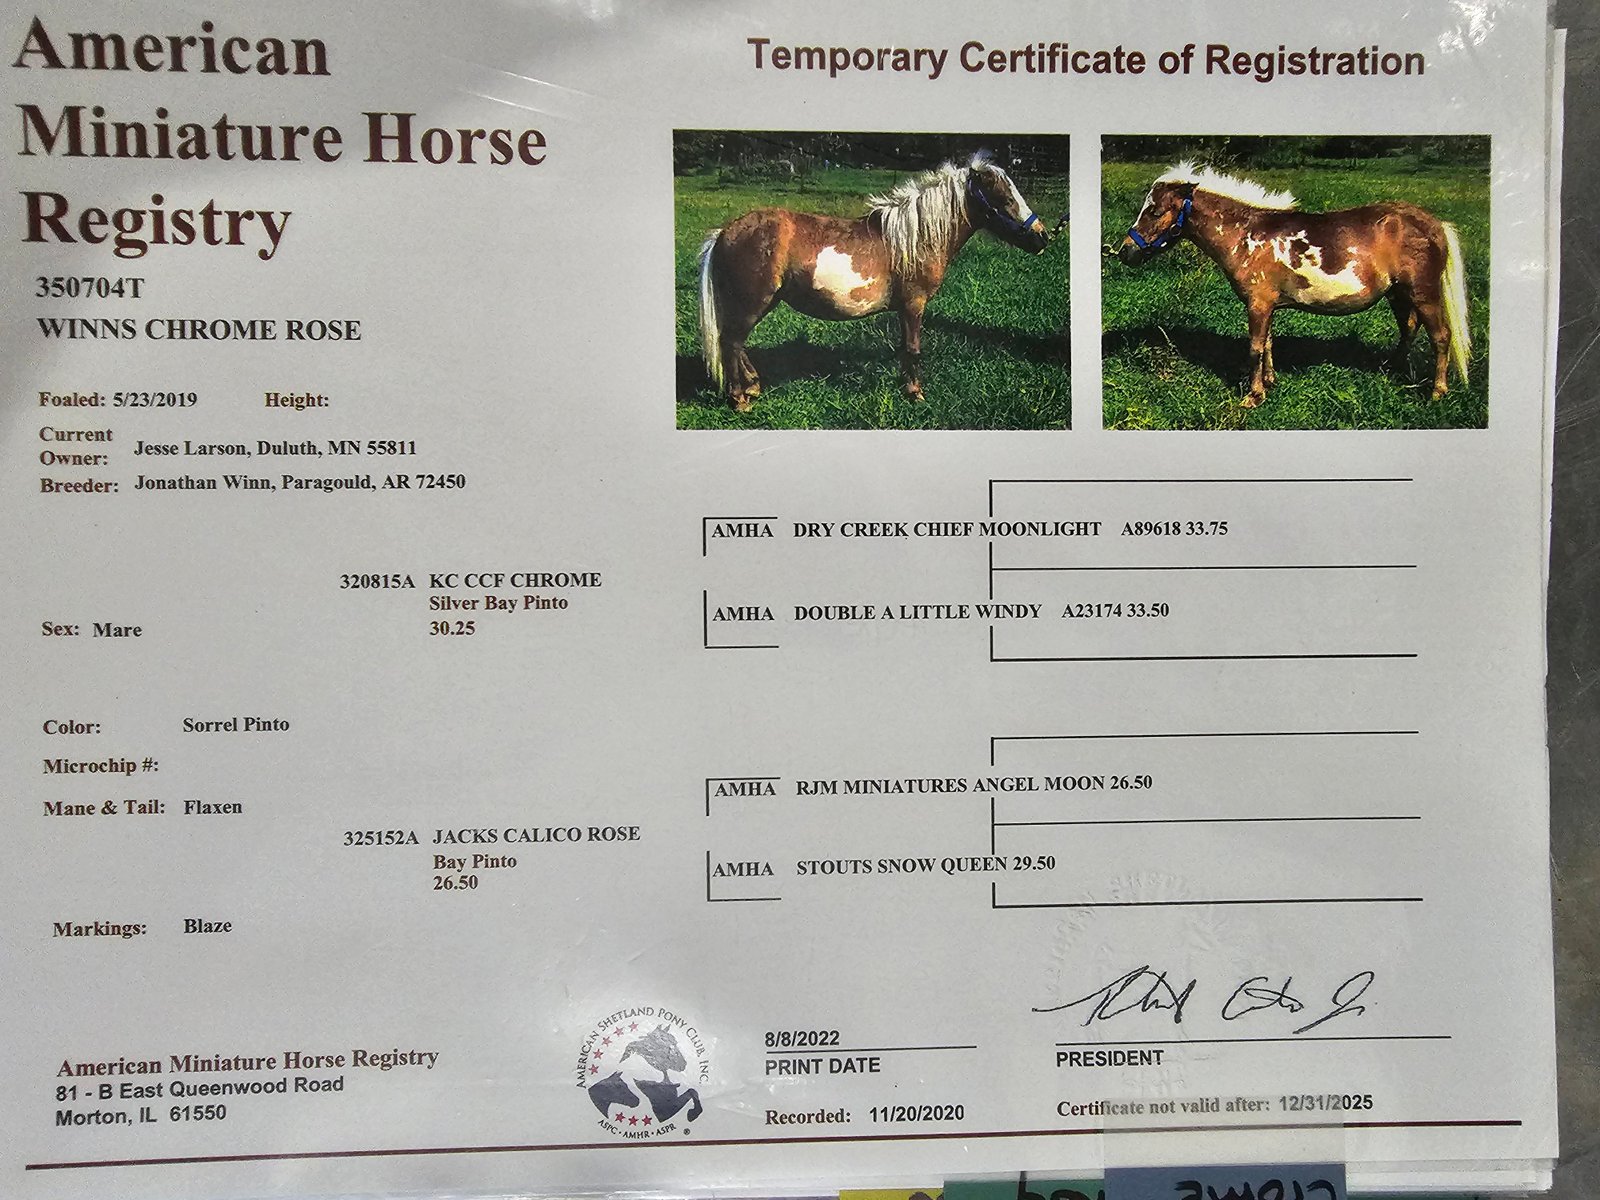 American
Miniature Horse
Registry
Temporary Certificate of Registration
350704T
WINNS CHROME ROSE
Foaled: 5/23/2019 Height:
Current
Owner: Jesse Larson, Duluth, MN 55811
Breeder: Jonathan Winn, Paragould, AR 72450
AMHA DRY CREEK CHIEF MOONLIGHT A89618 33.75
320815A KC CCF CHROME
Silver Bay Pinto
30.25
AMHA DOUBLE A LITTLE WINDY A23174 33.50
Sex: Mare
Color: Sorrel Pinto
Microchip #:
Mane & Tail: Flaxen
AMHA RJM MINIATURES ANGEL MOON 26.50
325152A JACKS CALICO ROSE
Bay Pinto
26.50
AMHA STOUTS SNOW QUEEN 29.50
Markings: Blaze
American Miniature Horse Registry
81 - B East Queenwood Road
Morton, IL 61550
AMERICAN SHETLAND PONY CLUB, INC.
ASPC · AMHR · ASPR ®
8/8/2022
PRINT DATE
Recorded: 11/20/2020
PRESIDENT
Certificate not valid after: 12/31/2025